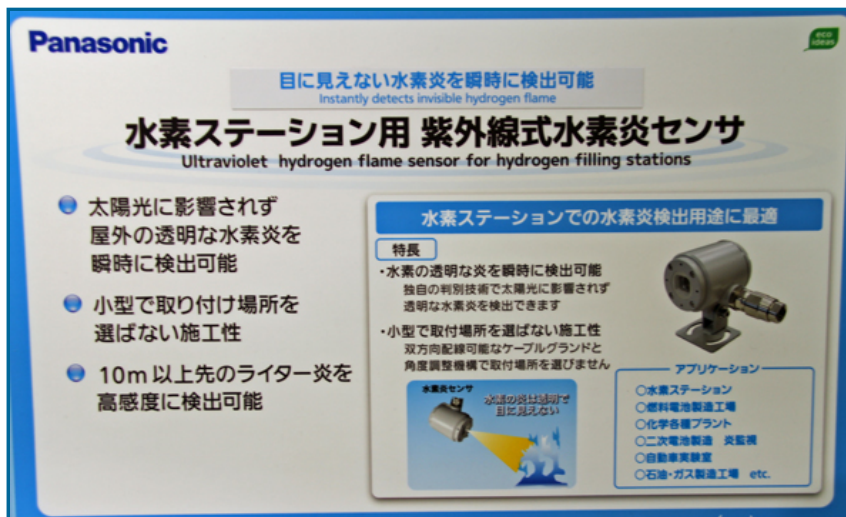 Panasonic
eco ideas
目に見えない水素炎を瞬時に検出可能
Instantly detects invisible hydrogen flame
水素ステーション用 紫外線式水素炎センサ
Ultraviolet hydrogen flame sensor for hydrogen filling stations
太陽光に影響されず
屋外の透明な水素炎を
瞬時に検出可能
小型で取り付け場所を
選ばない施工性
10m以上先のライター炎を
高感度に検出可能
水素ステーションでの水素炎検出用途に最適
特長
・水素の透明な炎を瞬時に検出可能
独自の判別技術で太陽光に影響されず
透明な水素炎を検出できます
・小型で取付場所を選ばない施工性
双方向配線可能なケーブルグランドと
角度調整機構で取付場所を選びません
水素炎センサ
水素の炎は透明で
目に見えない
アプリケーション
○水素ステーション
○燃料電池製造工場
○化学各種プラント
○二次電池製造 炎監視
○自動車実験室
○石油・ガス製造工場 etc.